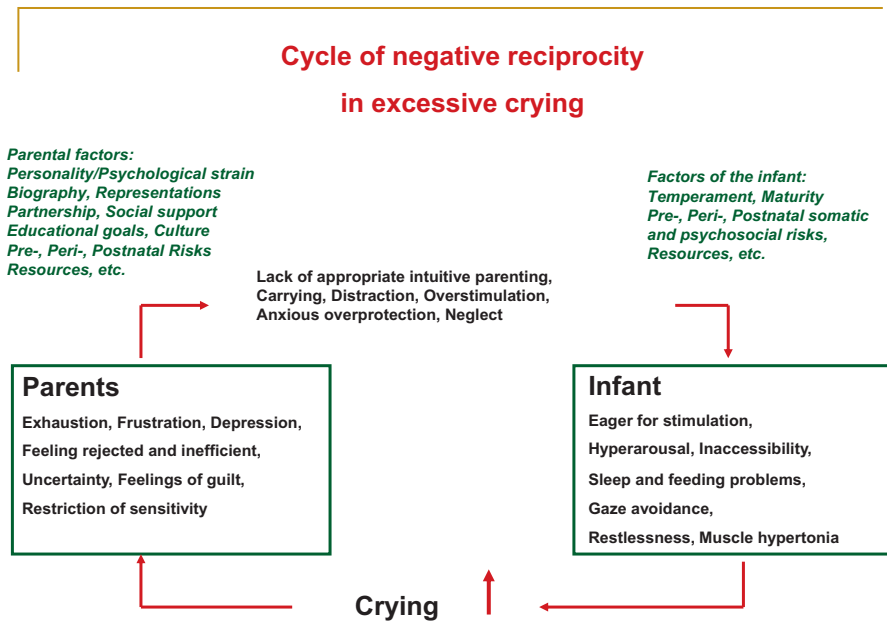 Cycle of negative reciprocity
in excessive crying
Parental factors:
Personality/Psychological strain
Biography, Representations
Partnership, Social support
Educational goals, Culture
Pre-, Peri-, Postnatal Risks
Resources, etc.
Factors of the infant:
Temperament, Maturity
Pre-, Peri-, Postnatal somatic
and psychosocial risks,
Resources, etc.
Lack of appropriate intuitive parenting,
Carrying, Distraction, Overstimulation,
Anxious overprotection, Neglect
Parents
Exhaustion, Frustration, Depression,
Feeling rejected and inefficient,
Uncertainty, Feelings of guilt,
Restriction of sensitivity
Infant
Eager for stimulation,
Hyperarousal, Inaccessibility,
Sleep and feeding problems,
Gaze avoidance,
Restlessness, Muscle hypertonia
Crying